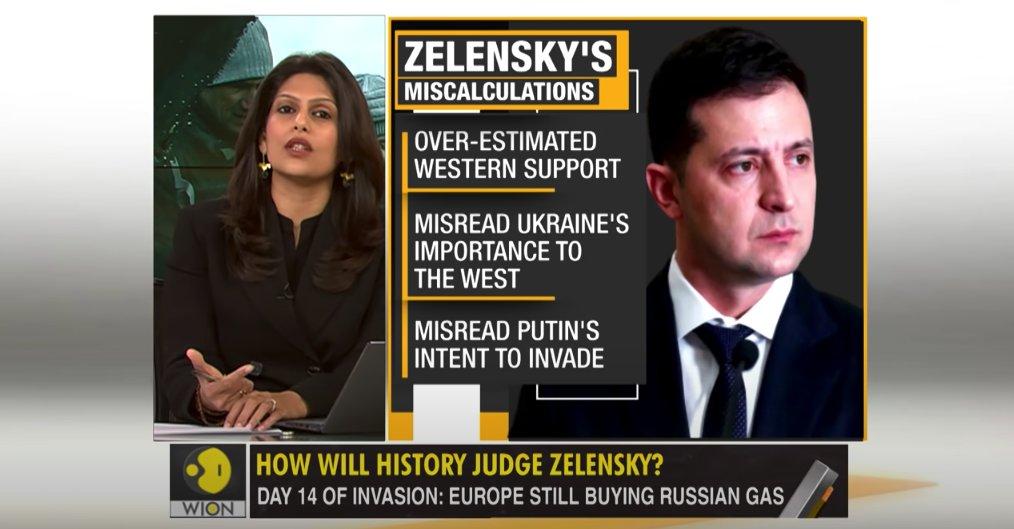 ZELENSKY'S
MISCALCULATIONS
OVER-ESTIMATED
WESTERN SUPPORT
MISREAD UKRAINE'S
IMPORTANCE TO
THE WEST
MISREAD PUTIN'S
INTENT TO INVADE
HOW WILL HISTORY JUDGE ZELENSKY?
DAY 14 OF INVASION: EUROPE STILL BUYING RUSSIAN GAS
WION